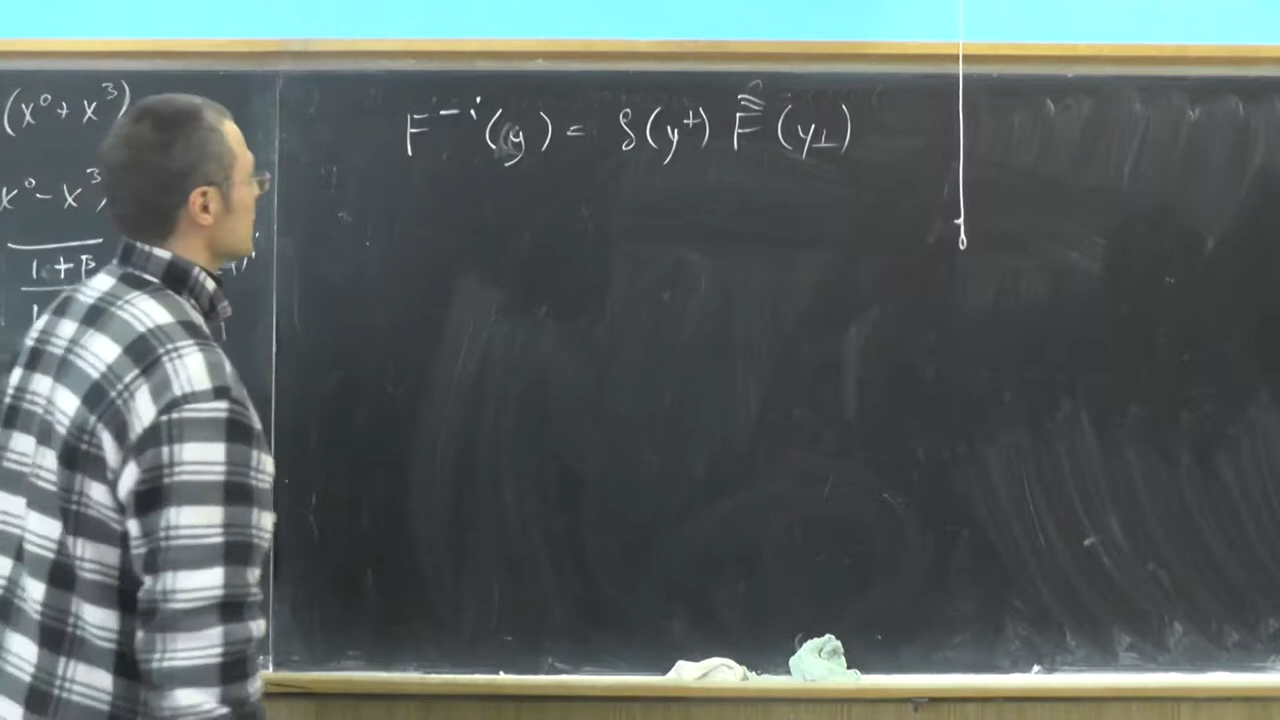 (x⁰ + x³)
x⁰ - x³,
1 + β
F⁻ⁱ(y) = δ(y⁺) F̃̃(y⊥)